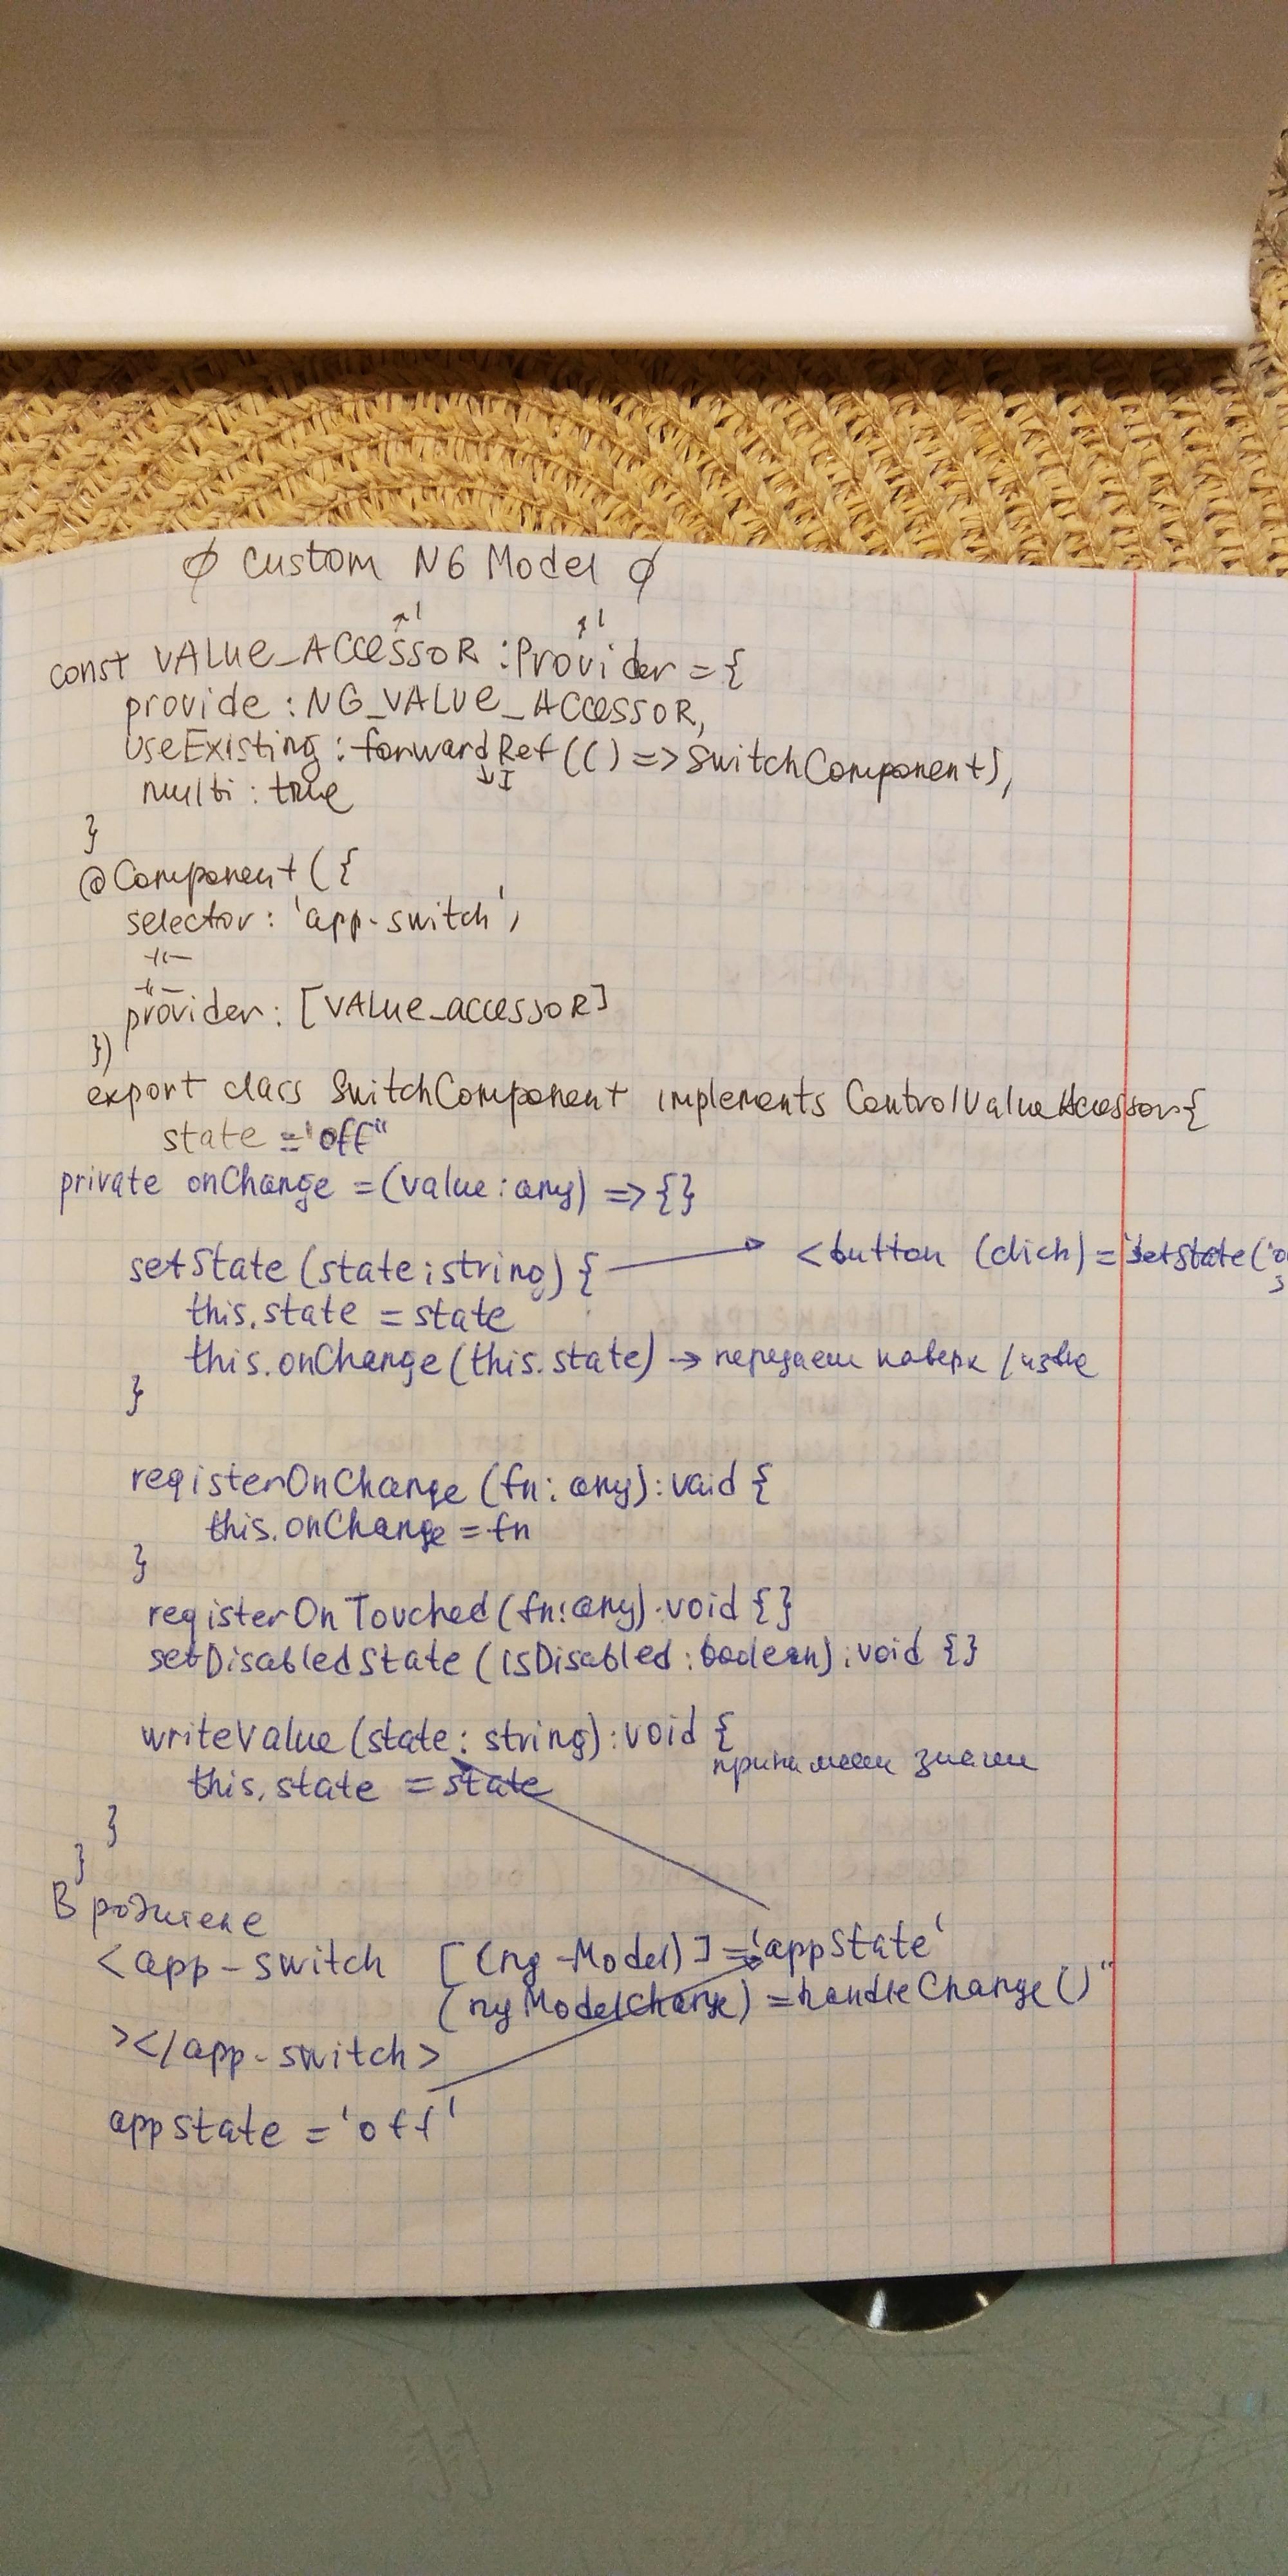 ∅ Custom NG Model ∅
const VALUE_ACCESSOR : Provider = {
provide : NG_VALUE_ACCESSOR,
useExisting : forwardRef (() => SwitchComponent),
multi : true
}
@Component ({
selector : 'app-switch',
-//-
-//-
provider : [VALUE_ACCESSOR]
})
export class SwitchComponent implements ControlValueAccessor {
state = 'off"
private onChange = (value : any) => {}
setState (state : string) { → <button (click) = 'setState('
this.state = state
this.onChange (this.state) → передаем наверх /извне
}
registerOnChange (fn : any) : void {
this.onChange = fn
}
registerOnTouched (fn : any) : void {}
setDisabledState (isDisabled : boolean) : void {}
writeValue (state : string) : void {
принимаем значен
this.state = state
}
}
В родителе
<app-switch [(ng-Model)] = 'appState'
(ngModelChange) = handleChange()"
></app-switch>
appState = 'off'